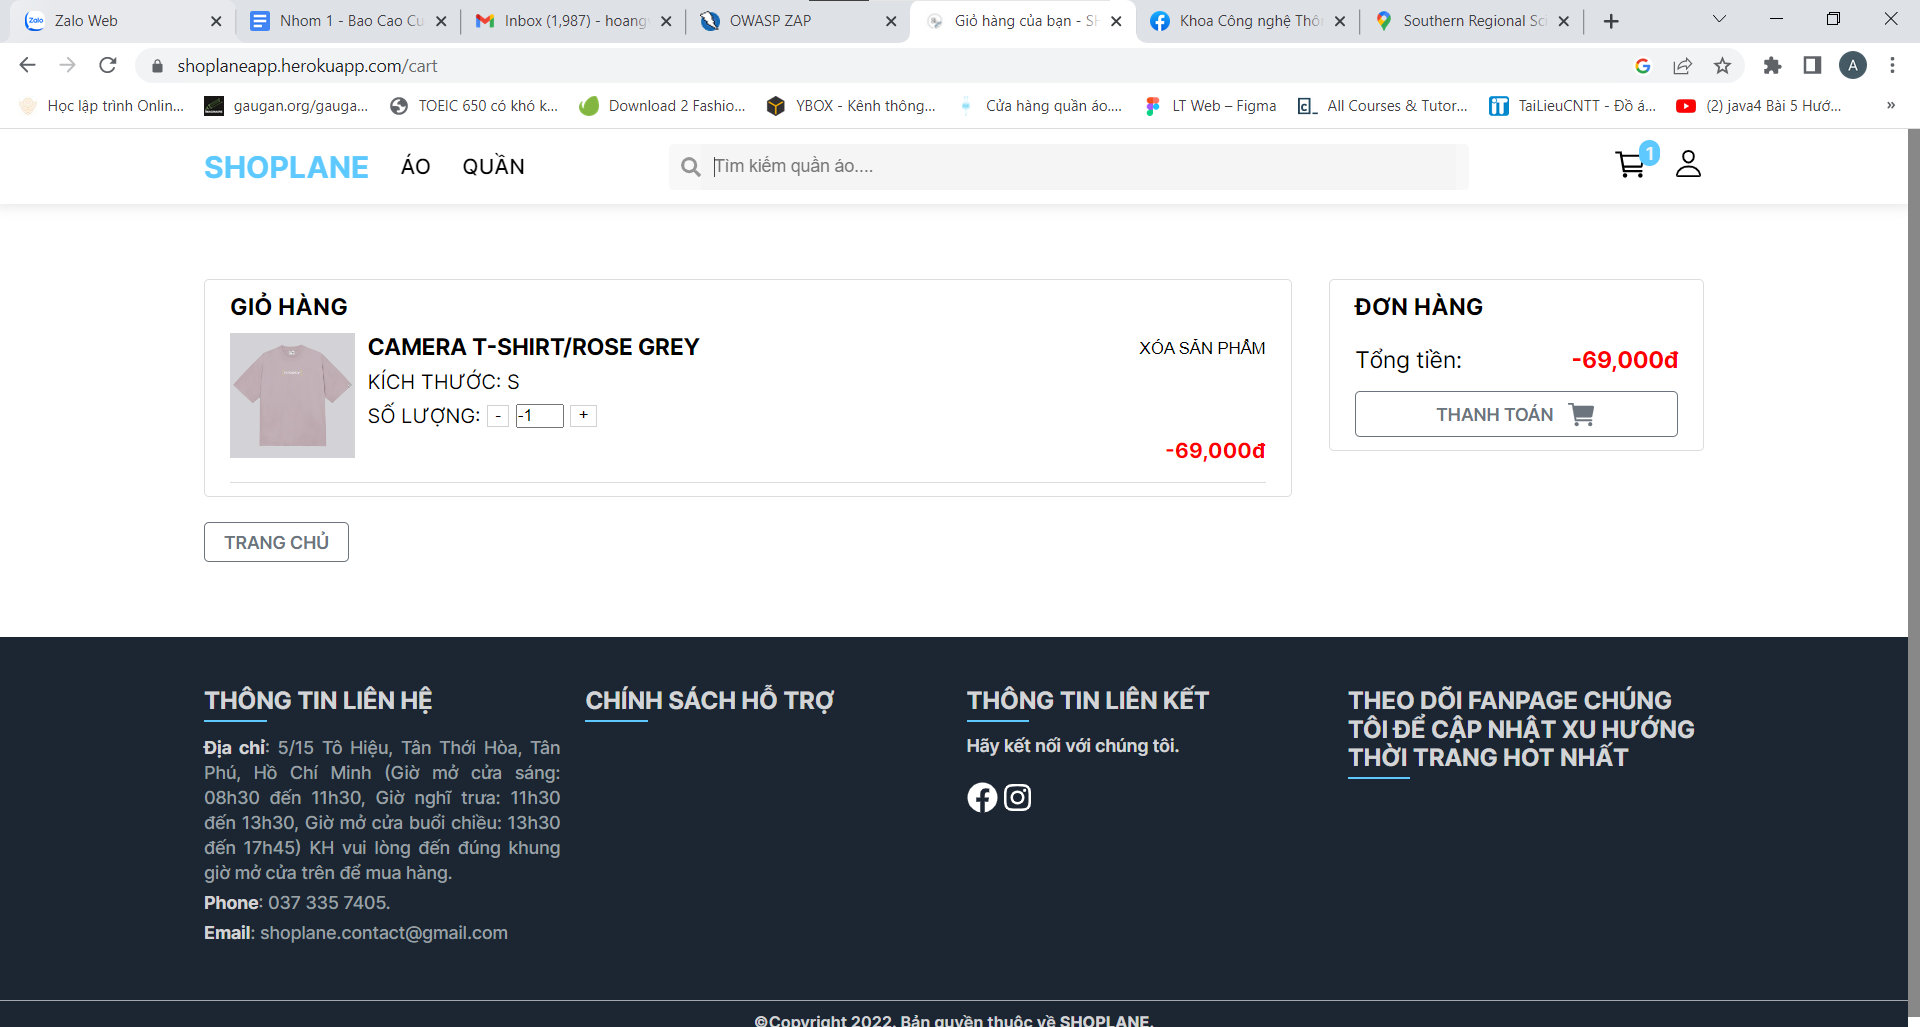 Zalo Web
Nhom 1 - Bao Cao Cu
Inbox (1,987) - hoang
OWASP ZAP
Giỏ hàng của bạn - SH
Khoa Công nghệ Thôn
Southern Regional Sci
shoplaneapp.herokuapp.com/cart
A
Học lập trình Onlin...
gaugan.org/gauga...
TOEIC 650 có khó k...
Download 2 Fashio...
YBOX - Kênh thông...
Cửa hàng quần áo....
LT Web – Figma
All Courses & Tutor...
TaiLieuCNTT - Đồ á...
(2) java4 Bài 5 Hướ...
»
SHOPLANE
ÁO
QUẦN
Tìm kiếm quần áo....
1
GIỎ HÀNG
CAMERA T-SHIRT/ROSE GREY
XÓA SẢN PHẨM
KÍCH THƯỚC: S
SỐ LƯỢNG: - -1 +
-69,000đ
ĐƠN HÀNG
Tổng tiền: -69,000đ
THANH TOÁN
TRANG CHỦ
THÔNG TIN LIÊN HỆ
Địa chỉ: 5/15 Tô Hiệu, Tân Thới Hòa, Tân
Phú, Hồ Chí Minh (Giờ mở cửa sáng:
08h30 đến 11h30, Giờ nghĩ trưa: 11h30
đến 13h30, Giờ mở cửa buổi chiều: 13h30
đến 17h45) KH vui lòng đến đúng khung
giờ mở cửa trên để mua hàng.
Phone: 037 335 7405.
Email: shoplane.contact@gmail.com
CHÍNH SÁCH HỖ TRỢ
THÔNG TIN LIÊN KẾT
Hãy kết nối với chúng tôi.
THEO DÕI FANPAGE CHÚNG
TÔI ĐỂ CẬP NHẬT XU HƯỚNG
THỜI TRANG HOT NHẤT
©Copyright 2022. Bản quyền thuộc về SHOPLANE.